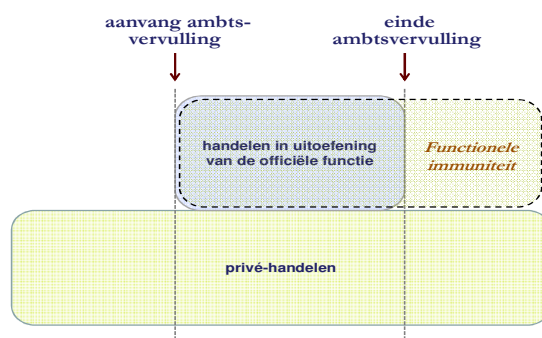 aanvang ambts-
vervulling
einde
ambtsvervulling
handelen in uitoefening
van de officiële functie
Functionele
immuniteit
privé-handelen